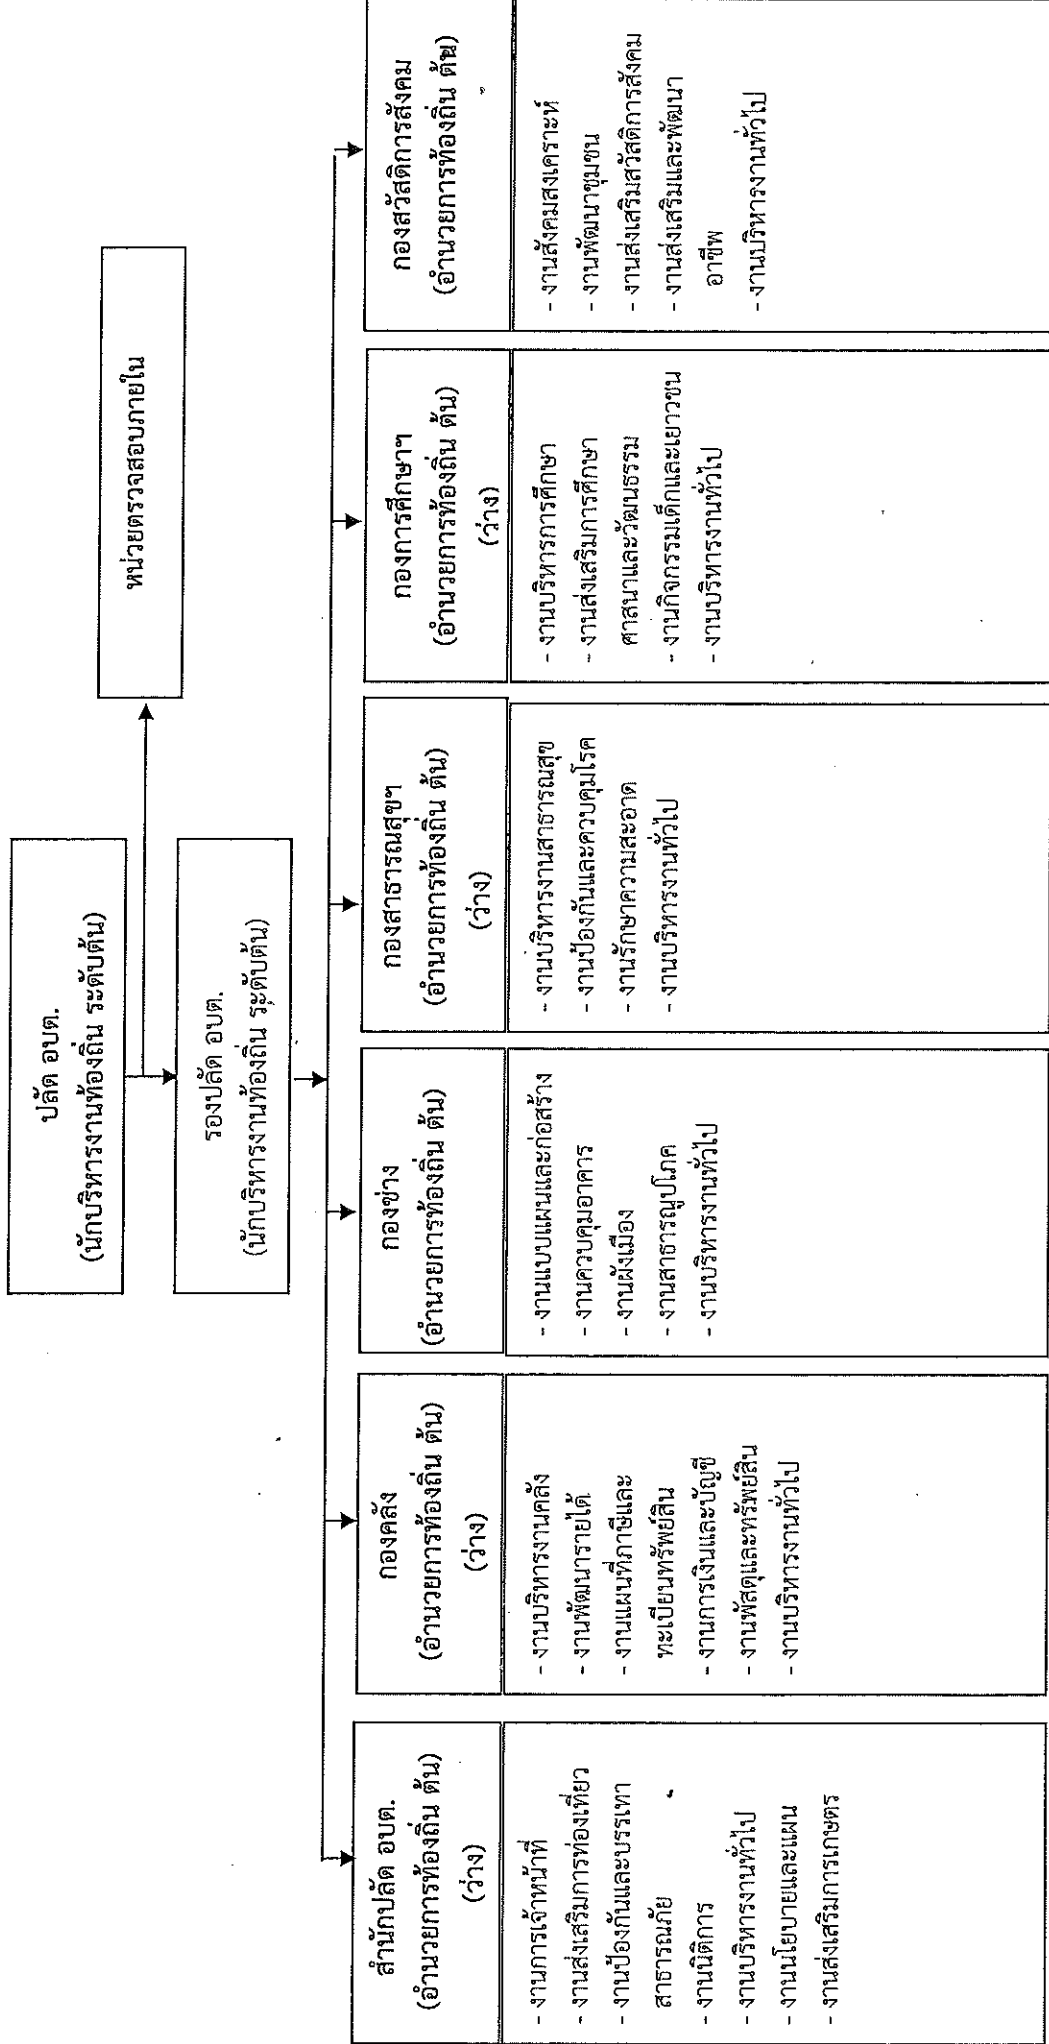 ปลัด อบต.
(นักบริหารงานท้องถิ่น ระดับต้น)
หน่วยตรวจสอบภายใน
รองปลัด อบต.
(นักบริหารงานท้องถิ่น ระดับต้น)
สำนักปลัด อบต.
(อำนวยการท้องถิ่น ต้น)
(ว่าง)
- งานการเจ้าหน้าที่
- งานส่งเสริมการท่องเที่ยว
- งานป้องกันและบรรเทา
สาธารณภัย
- งานนิติการ
- งานบริหารงานทั่วไป
- งานนโยบายและแผน
- งานส่งเสริมการเกษตร
กองคลัง
(อำนวยการท้องถิ่น ต้น)
(ว่าง)
- งานบริหารงานคลัง
- งานพัฒนารายได้
- งานแผนที่ภาษีและ
ทะเบียนทรัพย์สิน
- งานการเงินและบัญชี
- งานพัสดุและทรัพย์สิน
- งานบริหารงานทั่วไป
กองช่าง
(อำนวยการท้องถิ่น ต้น)
- งานแบบแผนและก่อสร้าง
- งานควบคุมอาคาร
- งานผังเมือง
- งานสาธารณูปโภค
- งานบริหารงานทั่วไป
กองสาธารณสุขฯ
(อำนวยการท้องถิ่น ต้น)
(ว่าง)
- งานบริหารงานสาธารณสุข
- งานป้องกันและควบคุมโรค
- งานรักษาความสะอาด
- งานบริหารงานทั่วไป
กองการศึกษาฯ
(อำนวยการท้องถิ่น ต้น)
(ว่าง)
- งานบริหารการศึกษา
- งานส่งเสริมการศึกษา
ศาสนาและวัฒนธรรม
- งานกิจกรรมเด็กและเยาวชน
- งานบริหารงานทั่วไป
กองสวัสดิการสังคม
(อำนวยการท้องถิ่น ต้น)
- งานสังคมสงเคราะห์
- งานพัฒนาชุมชน
- งานส่งเสริมสวัสดิการสังคม
- งานส่งเสริมและพัฒนา
อาชีพ
- งานบริหารงานทั่วไป